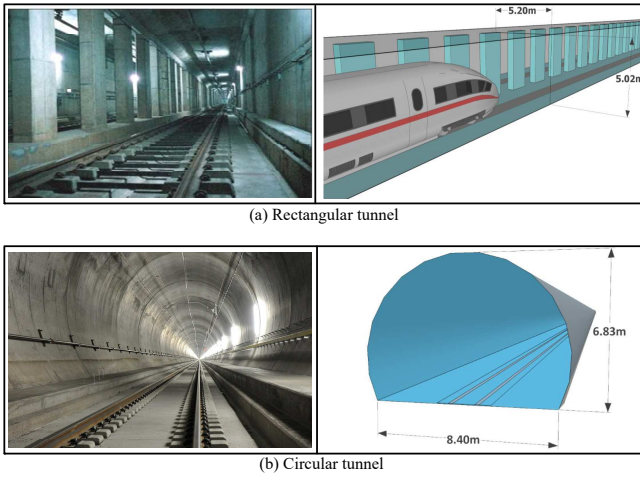 5.20m
5.02m
(a) Rectangular tunnel
6.83m
8.40m
(b) Circular tunnel